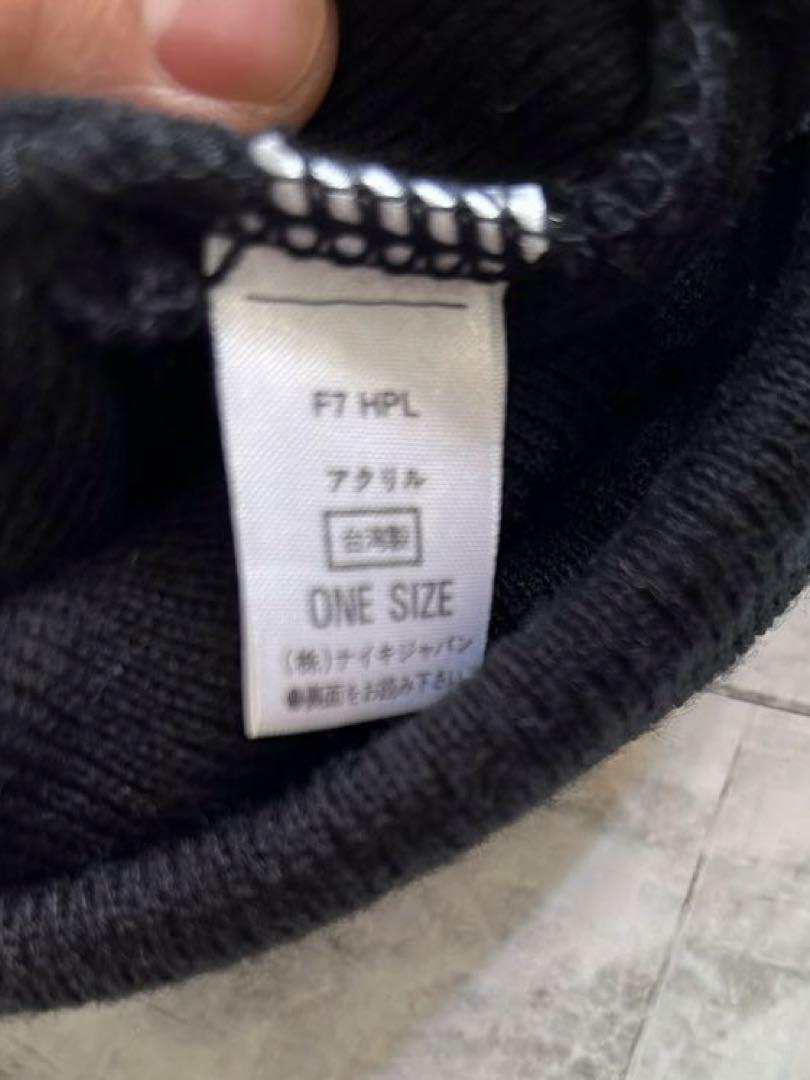 F7 HPL
アクリル
台湾製
ONE SIZE
(株)ナイキジャパン
●裏面をお読み下さい